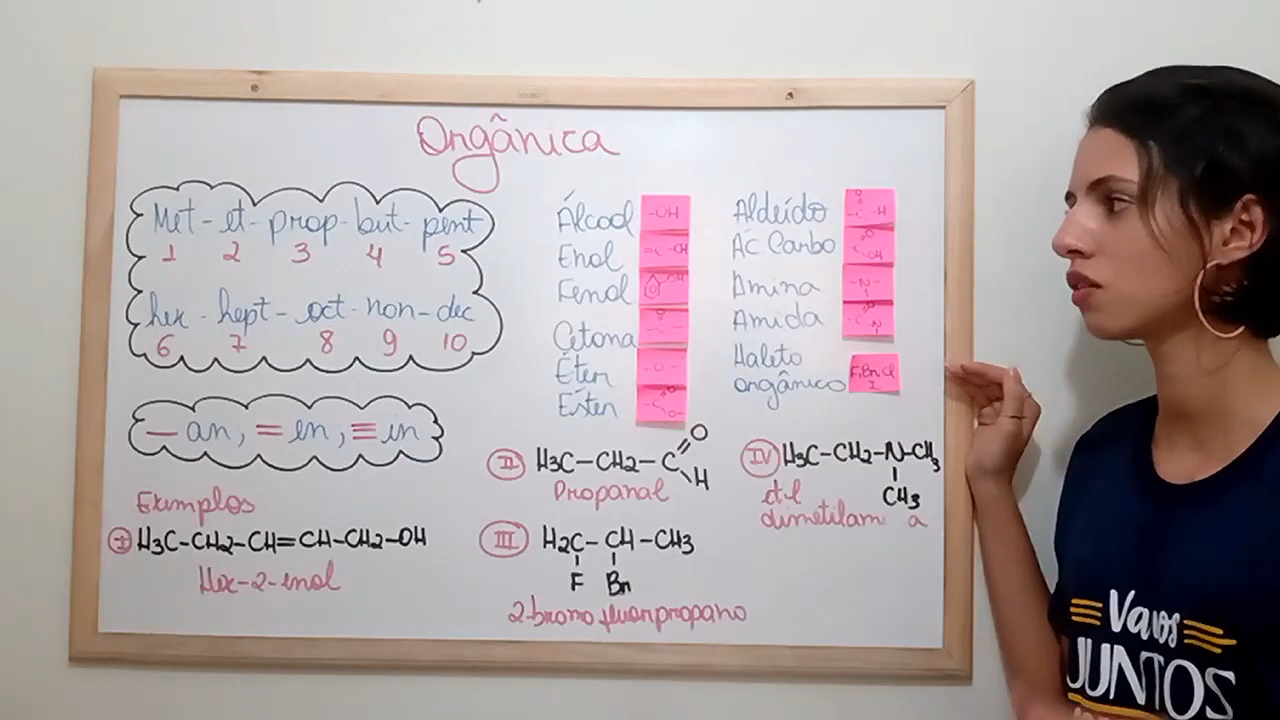 Orgânica
Met-et-prop-but-pent
1 2 3 4 5
hex-hept-oct-non-dec
6 7 8 9 10
— an, = en, ≡ in
Álcool -OH
Enol =C-OH
Fenol OH
Cetona O
-C-
Éter -O-
Éster -C O
O-
Aldeído O
-C-H
Ác Carbo -C O
OH
Amina -N-
Amida -C O
N-
Haleto
orgânico F, Br, Cl
I
Exemplos
I H3C-CH2-CH=CH-CH2-OH
Hex-2-enol
II H3C-CH2-C O
H
Propanal
III H2C-CH-CH3
F Br
2-bromo fluorpropano
IV H3C-CH2-N-CH3
CH3
etil
dimetilam a
Vamos
JUNTOS